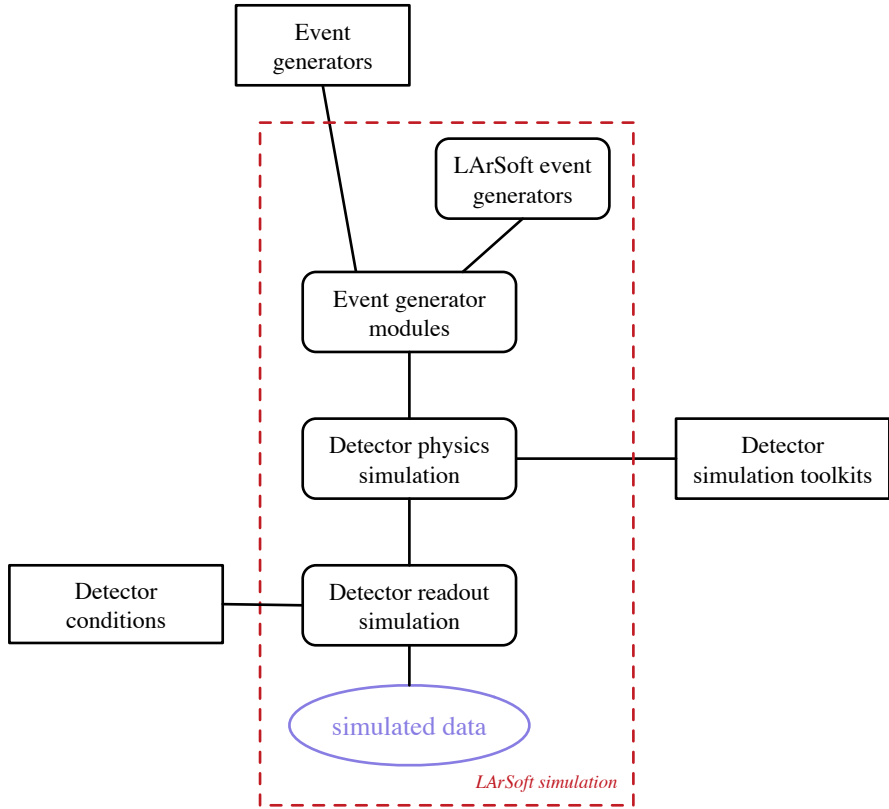 Event
generators
LArSoft event
generators
Event generator
modules
Detector physics
simulation
Detector
simulation toolkits
Detector
conditions
Detector readout
simulation
simulated data
LArSoft simulation